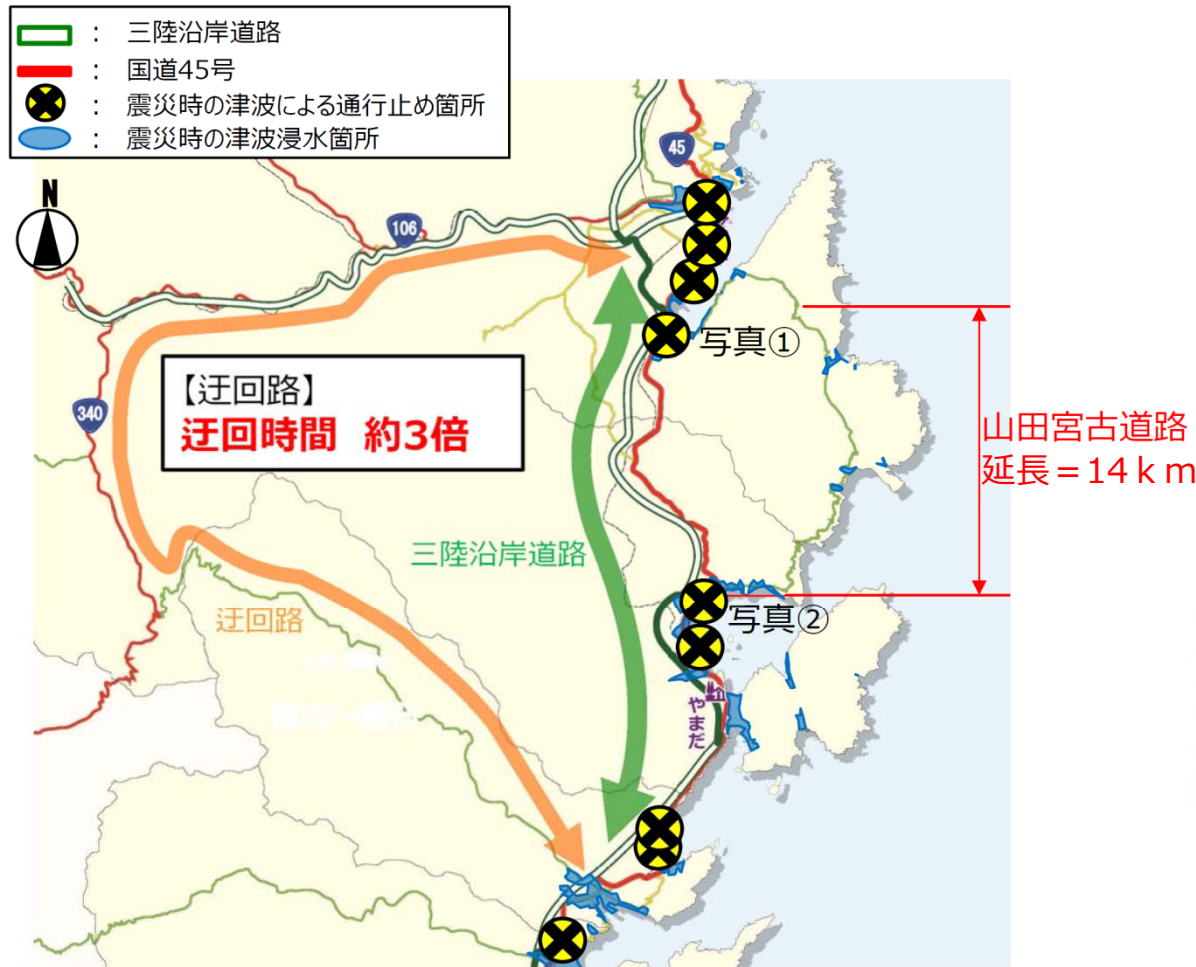 ： 三陸沿岸道路
： 国道45号
： 震災時の津波による通行止め箇所
： 震災時の津波浸水箇所
N
45
106
写真①
【迂回路】
迂回時間 約3倍
340
山田宮古道路
延長＝14ｋｍ
三陸沿岸道路
迂回路
写真②
やまだ